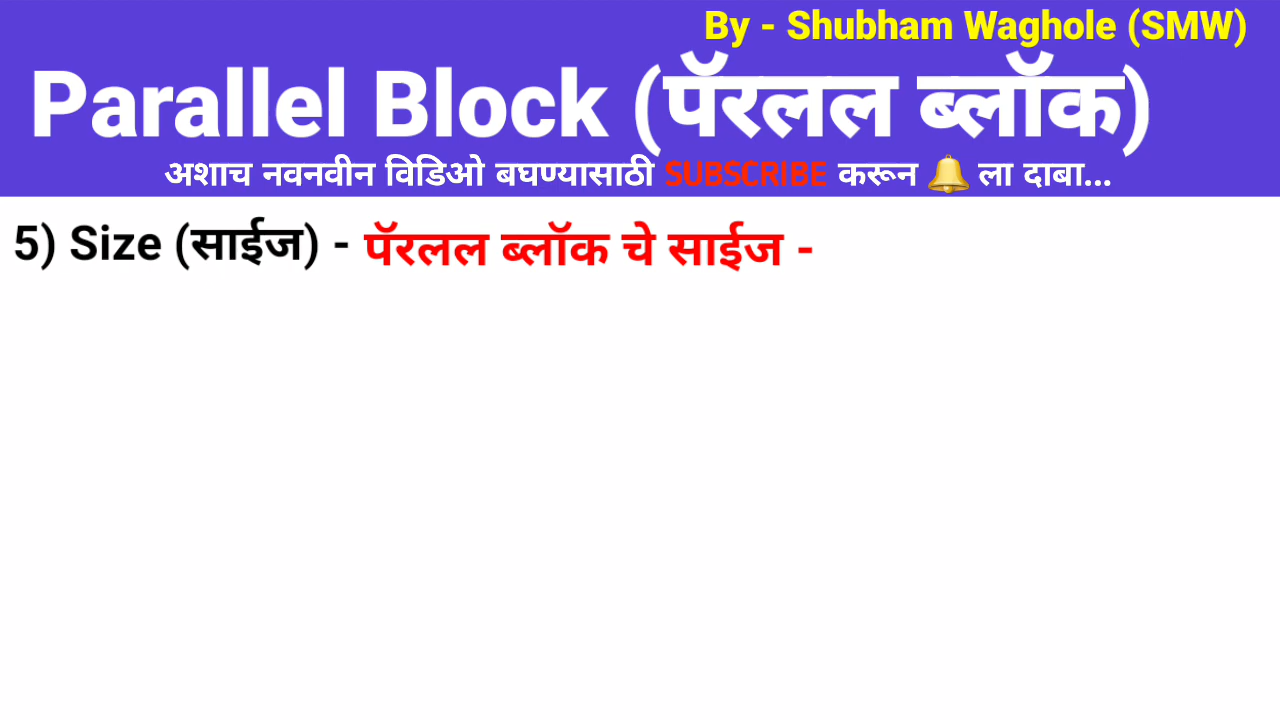 By - Shubham Waghole (SMW)
Parallel Block (पॅरलल ब्लॉक)
अशाच नवनवीन विडिओ बघण्यासाठी SUBSCRIBE करून 🔔 ला दाबा...
5) Size (साईज) - पॅरलल ब्लॉक चे साईज -